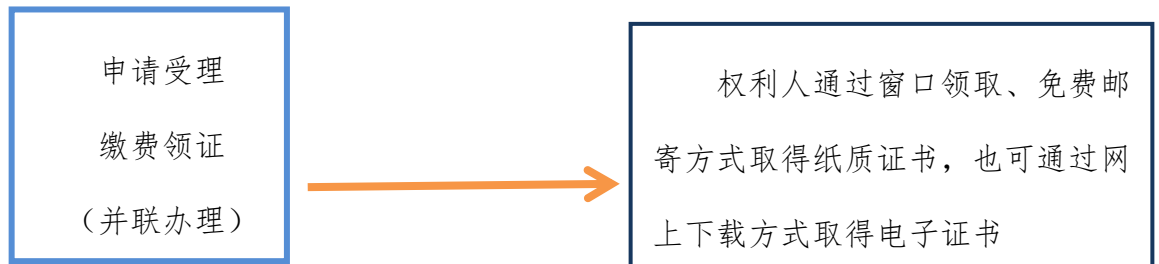 申请受理
缴费领证
（并联办理）
权利人通过窗口领取、免费邮
寄方式取得纸质证书，也可通过网
上下载方式取得电子证书